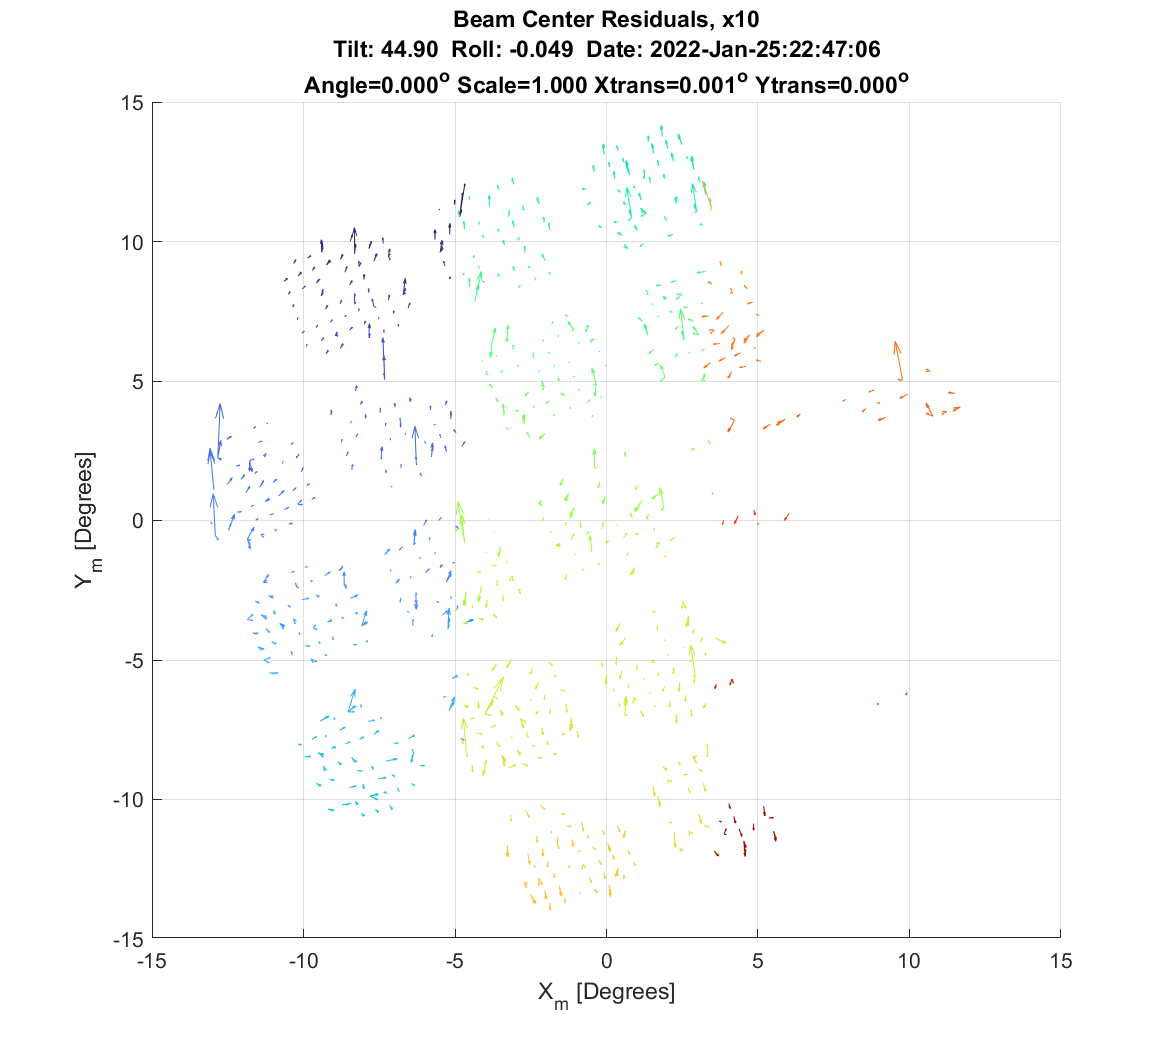 Beam Center Residuals, x10
Tilt: 44.90  Roll: -0.049  Date: 2022-Jan-25:22:47:06
Angle=0.000° Scale=1.000 Xtrans=0.001° Ytrans=0.000°
15
10
5
0
-5
-10
-15
Y_m [Degrees]
-15 -10 -5 0 5 10 15
X_m [Degrees]